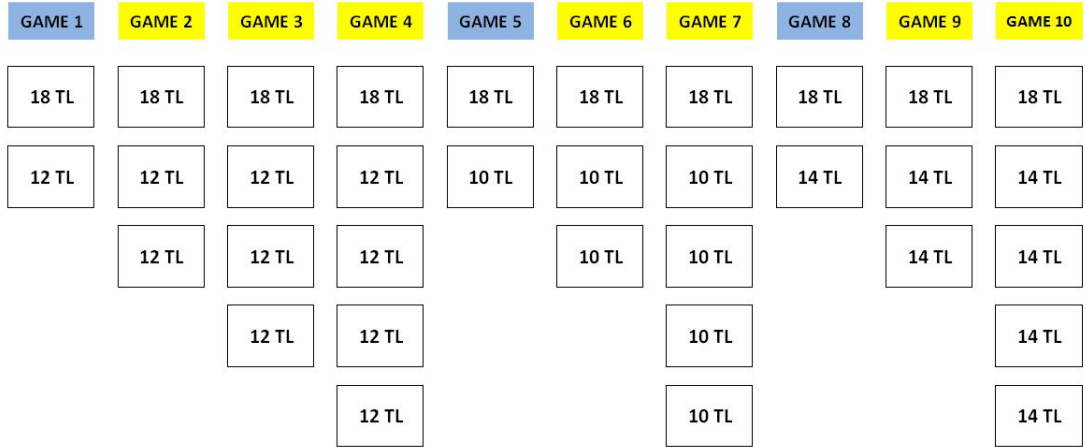 GAME 1 GAME 2 GAME 3 GAME 4 GAME 5 GAME 6 GAME 7 GAME 8 GAME 9 GAME 10
18 TL 18 TL 18 TL 18 TL 18 TL 18 TL 18 TL 18 TL 18 TL 18 TL
12 TL 12 TL 12 TL 12 TL 10 TL 10 TL 10 TL 14 TL 14 TL 14 TL
12 TL 12 TL 12 TL 10 TL 10 TL 14 TL 14 TL
12 TL 12 TL 10 TL 14 TL
12 TL 10 TL 14 TL